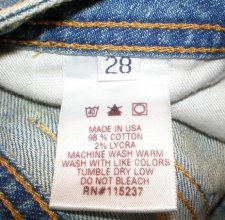 28
MADE IN USA
98 % COTTON
2% LYCRA
MACHINE WASH WARM
WASH WITH LIKE COLORS
TUMBLE DRY LOW
DO NOT BLEACH
RN#115237